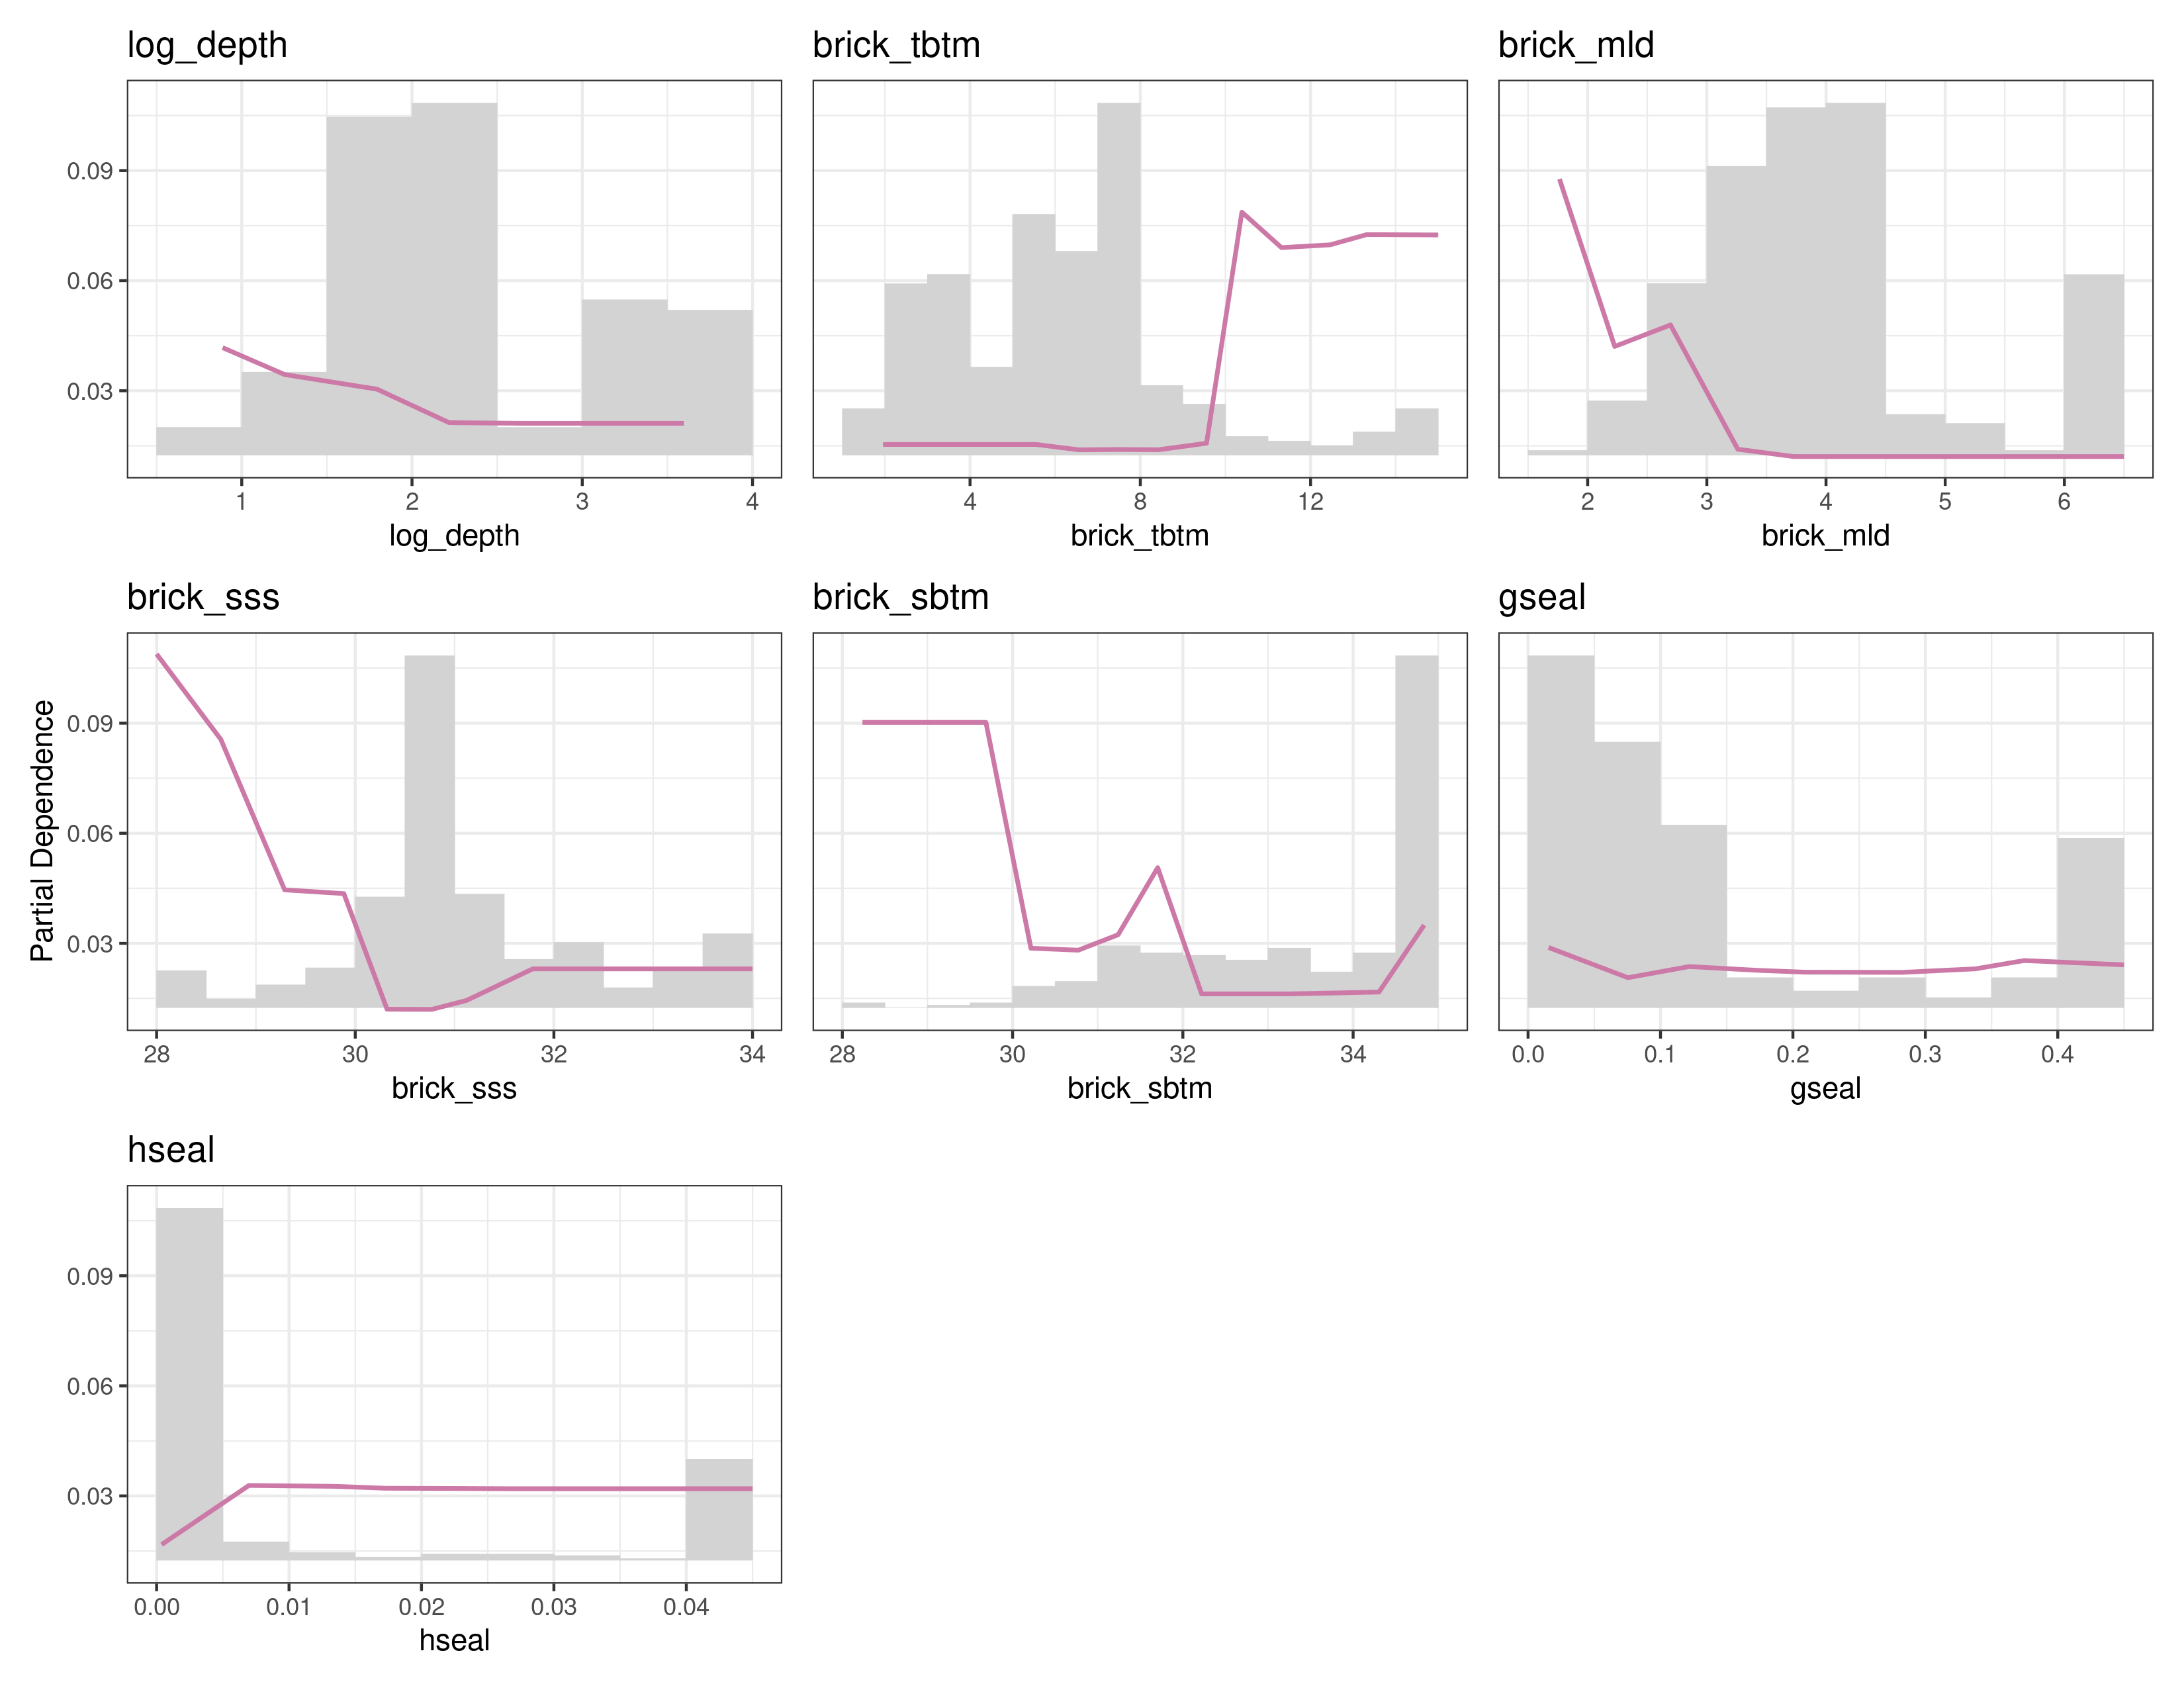 log_depth brick_tbtm brick_mld
0.09
0.06
0.03
1 2 3 4 4 8 12 2 3 4 5 6
log_depth brick_tbtm brick_mld
brick_sss brick_sbtm gseal
Partial Dependence
0.09
0.06
0.03
28 30 32 34 28 30 32 34 0.0 0.1 0.2 0.3 0.4
brick_sss brick_sbtm gseal
hseal
0.09
0.06
0.03
0.00 0.01 0.02 0.03 0.04
hseal